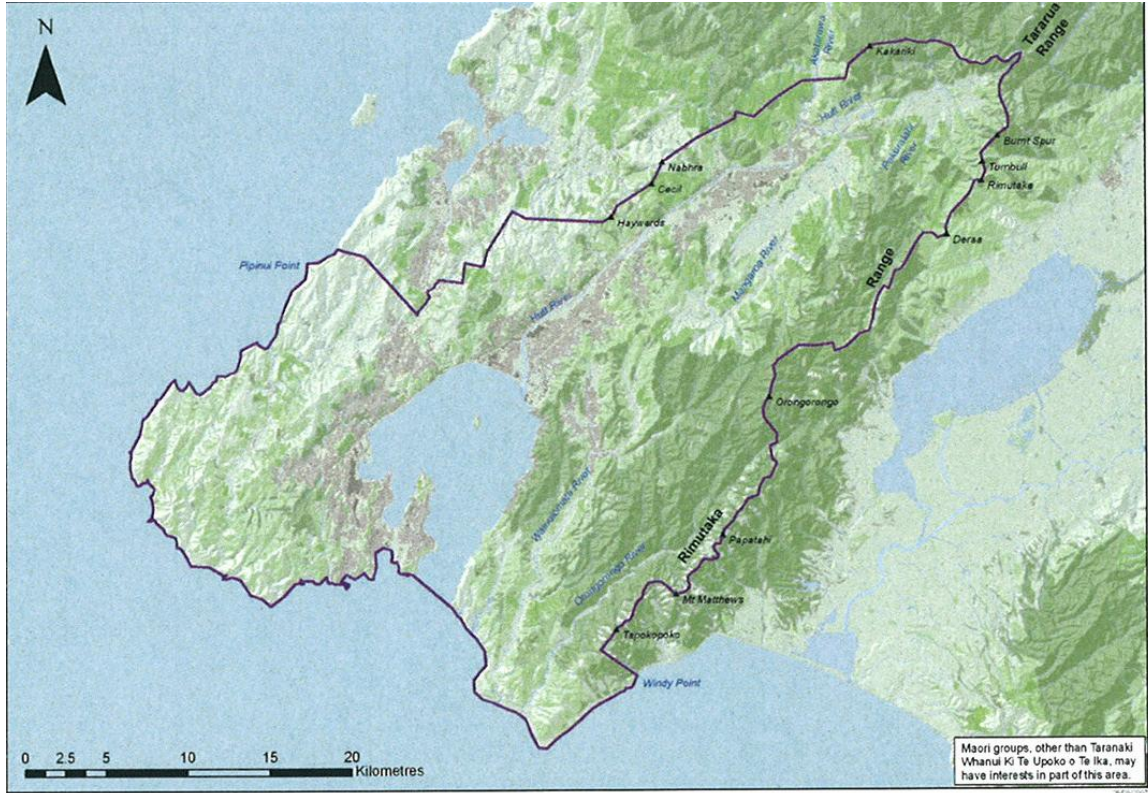 N
Tararua
Range
Akatarawa
River
Kakariki
Hutt River
Pakuratahi
River
Burnt Spur
Nabhra
Cecil
Tumbull
Rimutaka
Haywards
Deraa
Pipinui Point
Mangaroa River
Range
Hutt River
Orongorongo
Wainuiomata River
Rimutaka
Papatahi
Orongorongo River
Mt Matthews
Tapokopoko
Windy Point
0 2.5 5 10 15 20
Kilometres
Maori groups, other than Taranaki
Whanui Ki Te Upoko o Te Ika, may
have interests in part of this area.